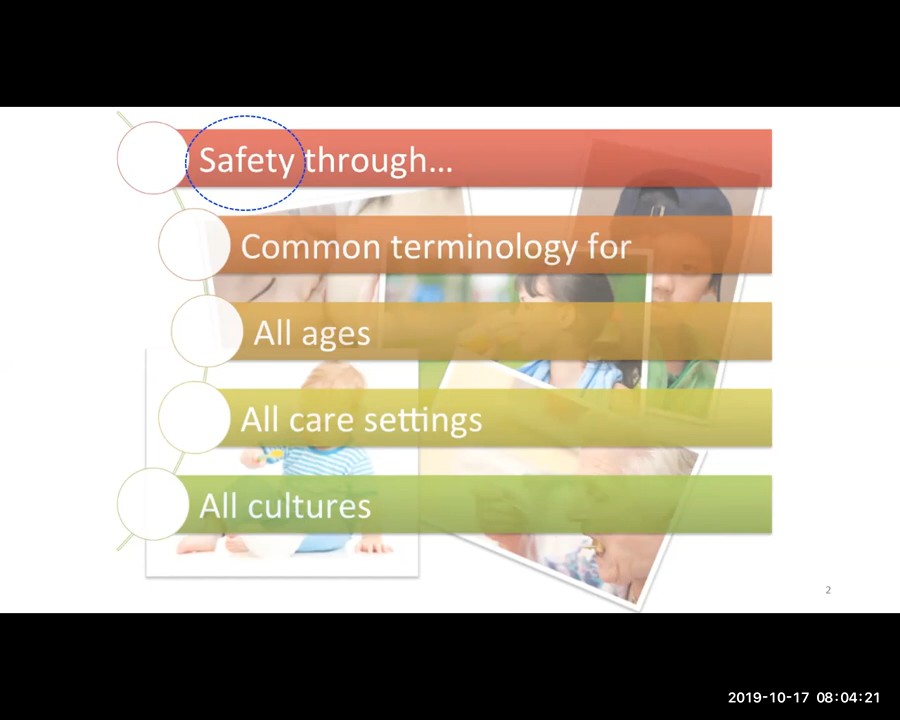 Safety through...
Common terminology for
All ages
All care settings
All cultures
2
2019-10-17 08:04:21